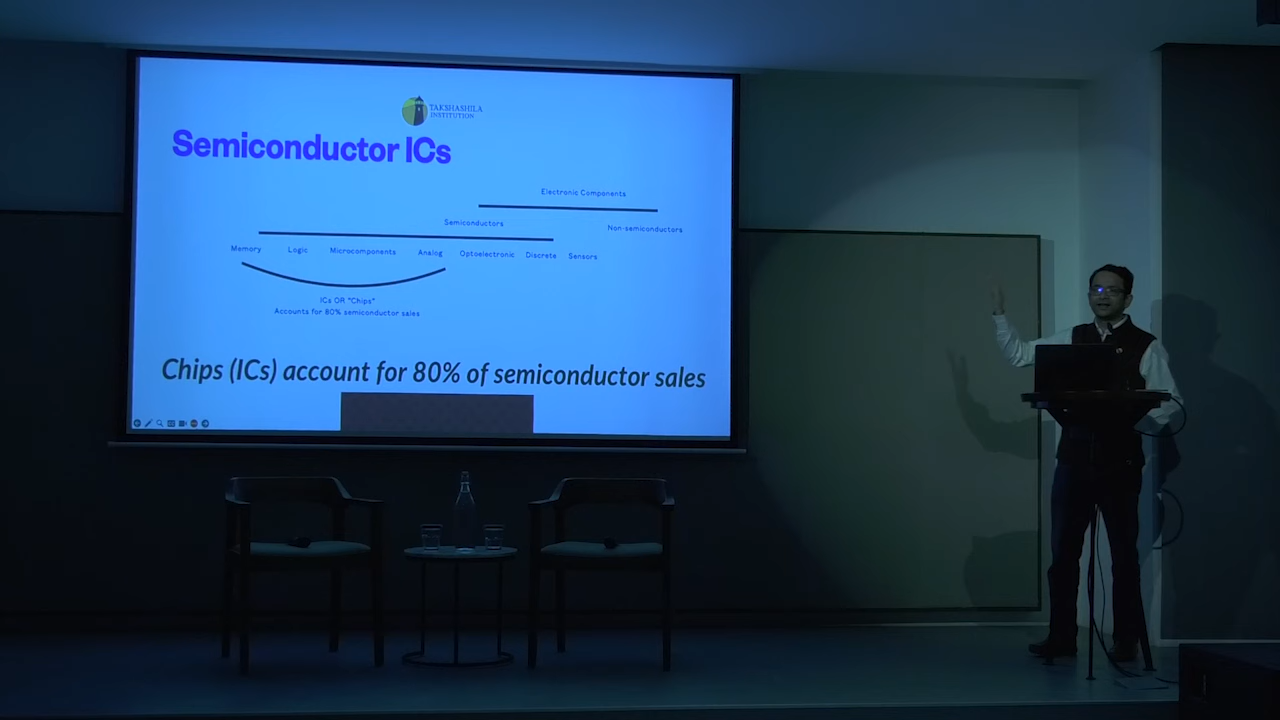 TAKSHASHILA
INSTITUTION
Semiconductor ICs
Electronic Components
Semiconductors
Non-semiconductors
Memory Logic Microcomponents Analog Optoelectronic Discrete Sensors
ICs OR "Chips"
Accounts for 80% semiconductor sales
Chips (ICs) account for 80% of semiconductor sales